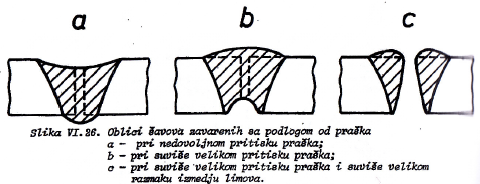 a b c
Slika VI.26. Oblici šavova zavarenih sa podlogom od praška
a - pri nedovoljnom pritisku praška;
b - pri suviše velikom pritisku praška;
c - pri suviše velikom pritisku praška i suviše velikom
razmaku izmedju limova.